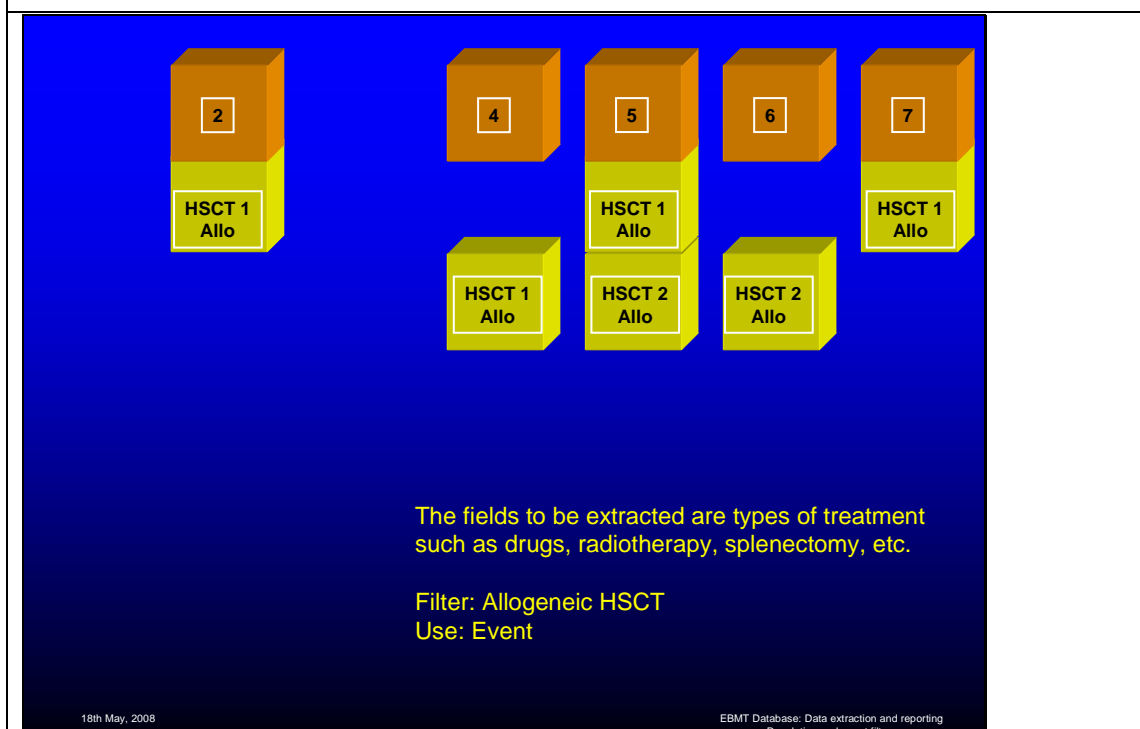 2
4
5
6
7
HSCT 1
Allo
HSCT 1
Allo
HSCT 1
Allo
HSCT 1
Allo
HSCT 2
Allo
HSCT 2
Allo
The fields to be extracted are types of treatment
such as drugs, radiotherapy, splenectomy, etc.
Filter: Allogeneic HSCT
Use: Event
18th May, 2008
EBMT Database: Data extraction and reporting